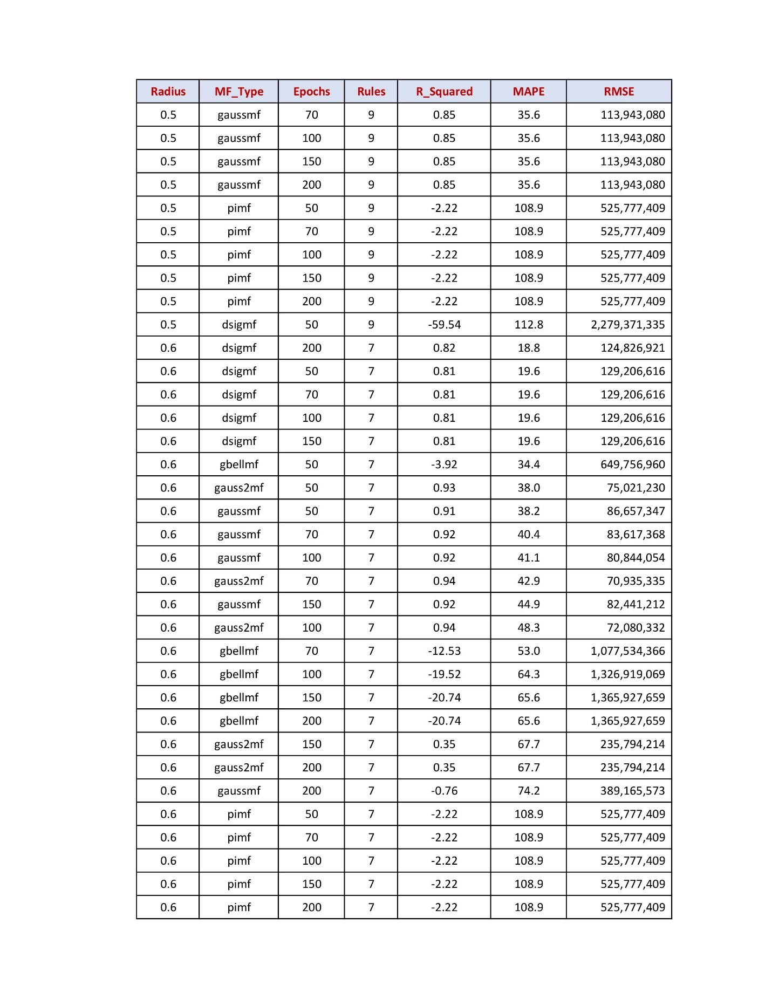 Radius MF_Type Epochs Rules R_Squared MAPE RMSE
0.5 gaussmf 70 9 0.85 35.6 113,943,080
0.5 gaussmf 100 9 0.85 35.6 113,943,080
0.5 gaussmf 150 9 0.85 35.6 113,943,080
0.5 gaussmf 200 9 0.85 35.6 113,943,080
0.5 pimf 50 9 -2.22 108.9 525,777,409
0.5 pimf 70 9 -2.22 108.9 525,777,409
0.5 pimf 100 9 -2.22 108.9 525,777,409
0.5 pimf 150 9 -2.22 108.9 525,777,409
0.5 pimf 200 9 -2.22 108.9 525,777,409
0.5 dsigmf 50 9 -59.54 112.8 2,279,371,335
0.6 dsigmf 200 7 0.82 18.8 124,826,921
0.6 dsigmf 50 7 0.81 19.6 129,206,616
0.6 dsigmf 70 7 0.81 19.6 129,206,616
0.6 dsigmf 100 7 0.81 19.6 129,206,616
0.6 dsigmf 150 7 0.81 19.6 129,206,616
0.6 gbellmf 50 7 -3.92 34.4 649,756,960
0.6 gauss2mf 50 7 0.93 38.0 75,021,230
0.6 gaussmf 50 7 0.91 38.2 86,657,347
0.6 gaussmf 70 7 0.92 40.4 83,617,368
0.6 gaussmf 100 7 0.92 41.1 80,844,054
0.6 gauss2mf 70 7 0.94 42.9 70,935,335
0.6 gaussmf 150 7 0.92 44.9 82,441,212
0.6 gauss2mf 100 7 0.94 48.3 72,080,332
0.6 gbellmf 70 7 -12.53 53.0 1,077,534,366
0.6 gbellmf 100 7 -19.52 64.3 1,326,919,069
0.6 gbellmf 150 7 -20.74 65.6 1,365,927,659
0.6 gbellmf 200 7 -20.74 65.6 1,365,927,659
0.6 gauss2mf 150 7 0.35 67.7 235,794,214
0.6 gauss2mf 200 7 0.35 67.7 235,794,214
0.6 gaussmf 200 7 -0.76 74.2 389,165,573
0.6 pimf 50 7 -2.22 108.9 525,777,409
0.6 pimf 70 7 -2.22 108.9 525,777,409
0.6 pimf 100 7 -2.22 108.9 525,777,409
0.6 pimf 150 7 -2.22 108.9 525,777,409
0.6 pimf 200 7 -2.22 108.9 525,777,409